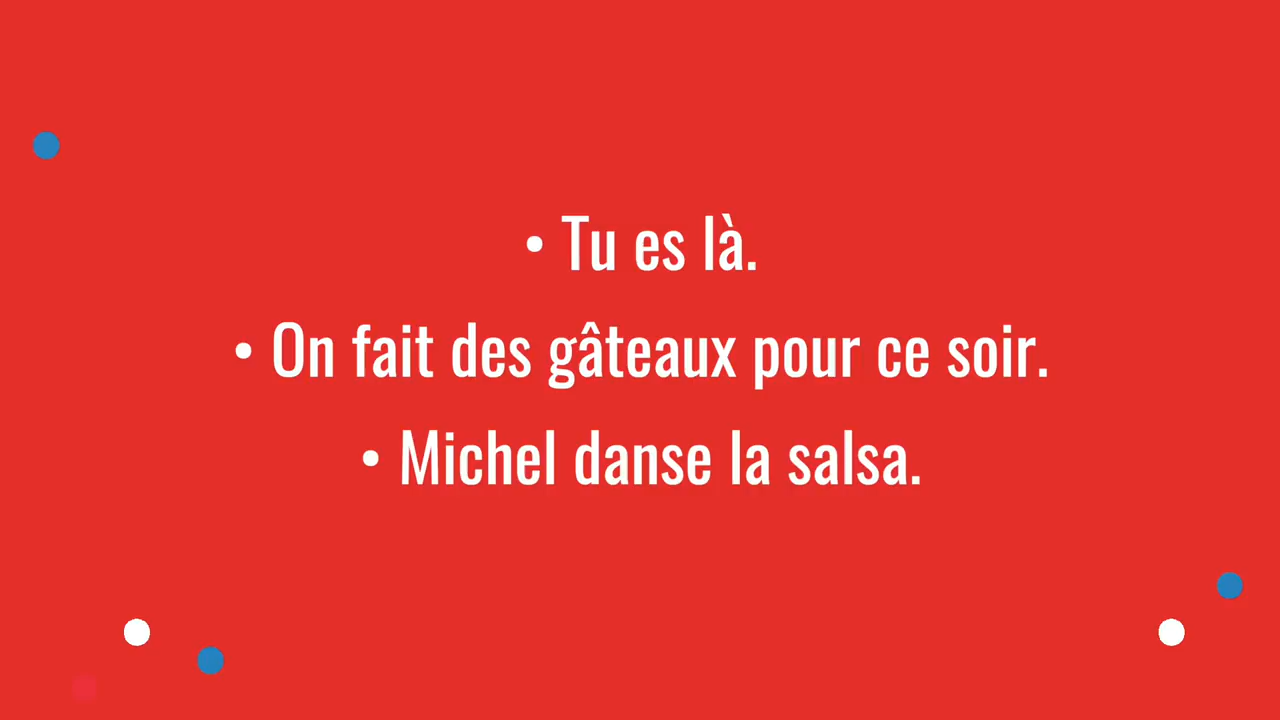 • Tu es là.
• On fait des gâteaux pour ce soir.
• Michel danse la salsa.